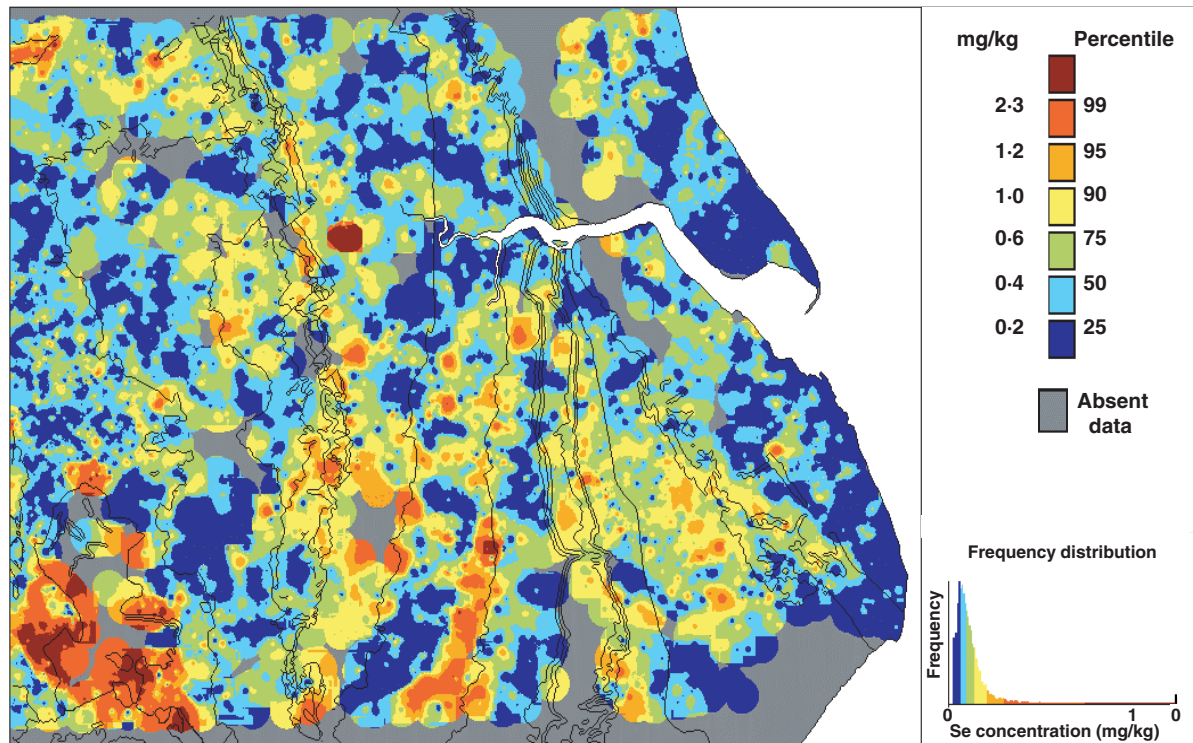 mg/kg Percentile
2·3 99
1·2 95
1·0 90
0·6 75
0·4 50
0·2 25
Absent
data
Frequency distribution
Frequency
0 1 0
Se concentration (mg/kg)